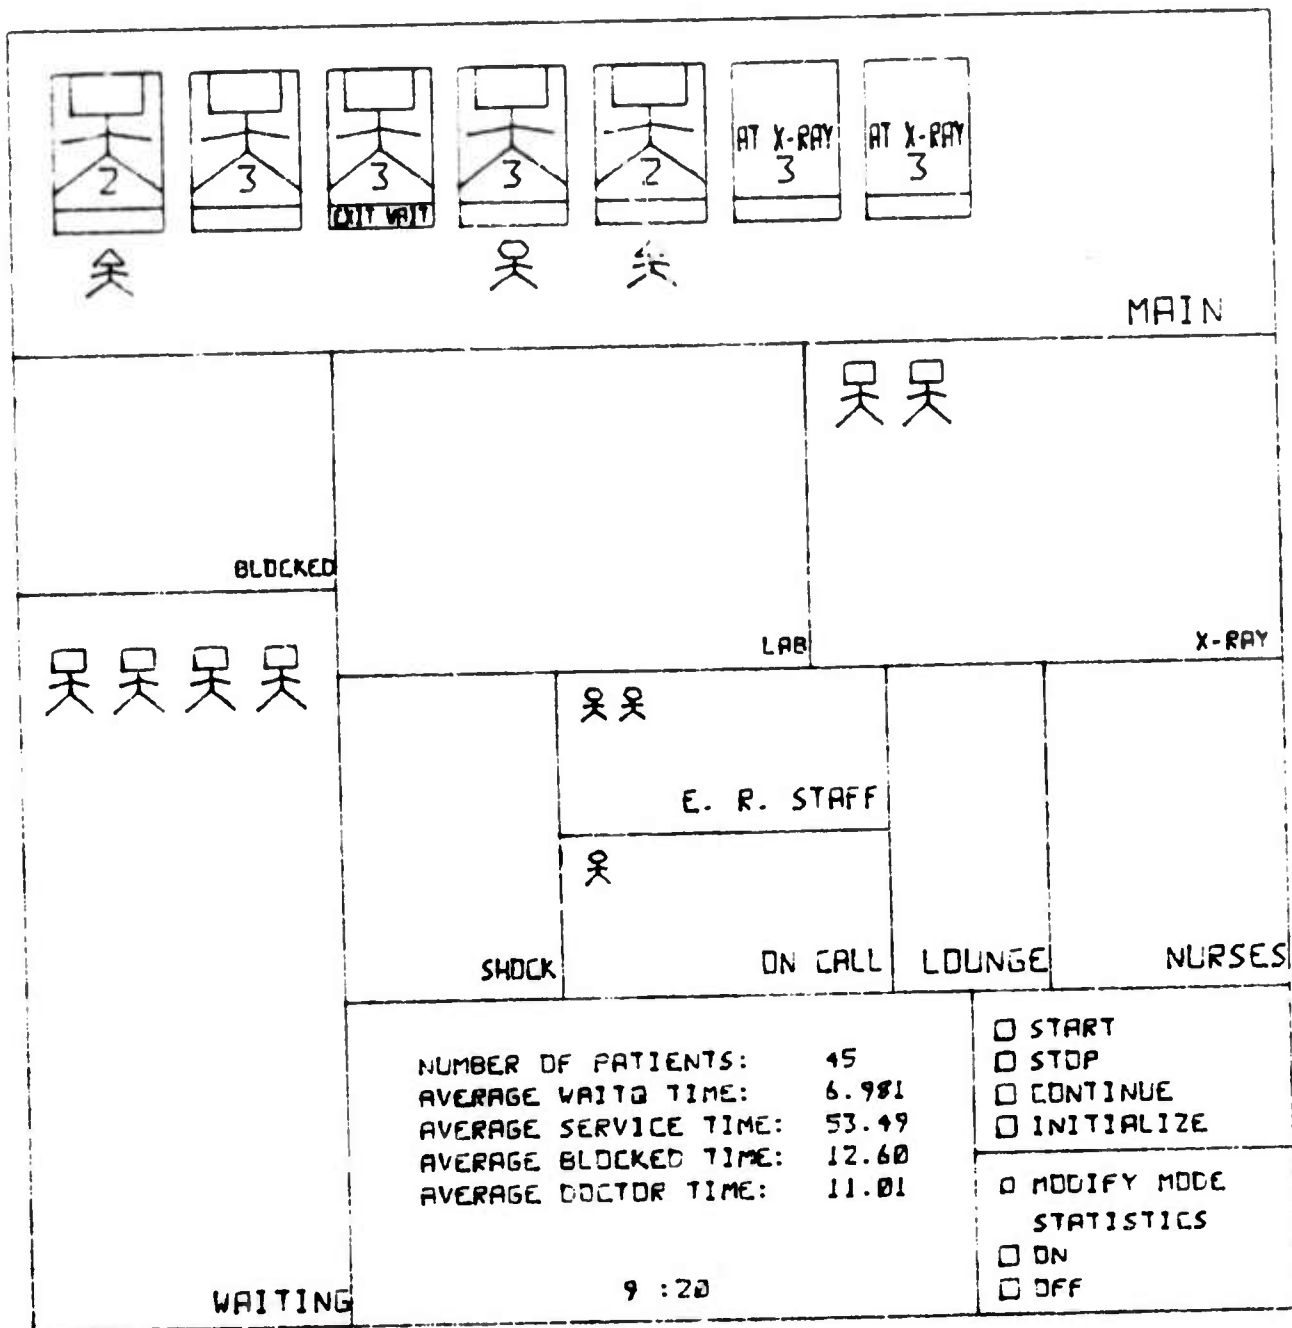 AT X-RAY AT X-RAY
2 3 3 3 2 3 3
EXIT WAIT
MAIN
BLOCKED
LAB
X-RAY
E. R. STAFF
SHOCK
ON CALL
LOUNGE
NURSES
NUMBER OF PATIENTS: 45
AVERAGE WAITQ TIME: 6.981
AVERAGE SERVICE TIME: 53.49
AVERAGE BLOCKED TIME: 12.60
AVERAGE DOCTOR TIME: 11.01
9 :20
START
STOP
CONTINUE
INITIALIZE
MODIFY MODE
STATISTICS
ON
OFF
WAITING